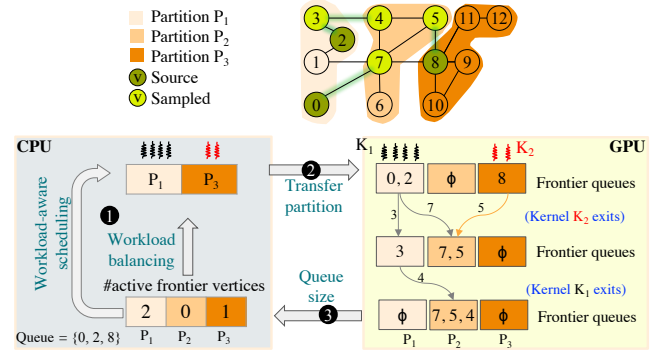 Partition P1
Partition P2
Partition P3
v Source
v Sampled
3 4 5 11 12
2
1 7 8 9
0 6 10
CPU
P1 P3
1
Workload-aware
scheduling
Workload
balancing
#active frontier vertices
2 0 1
Queue = {0, 2, 8} P1 P2 P3
2
Transfer
partition
Queue
size
3
K1 K2 GPU
0, 2 ϕ 8 Frontier queues
3 7 5 (Kernel K2 exits)
3 7, 5 ϕ Frontier queues
4 (Kernel K1 exits)
ϕ 7, 5, 4 ϕ Frontier queues
P1 P2 P3